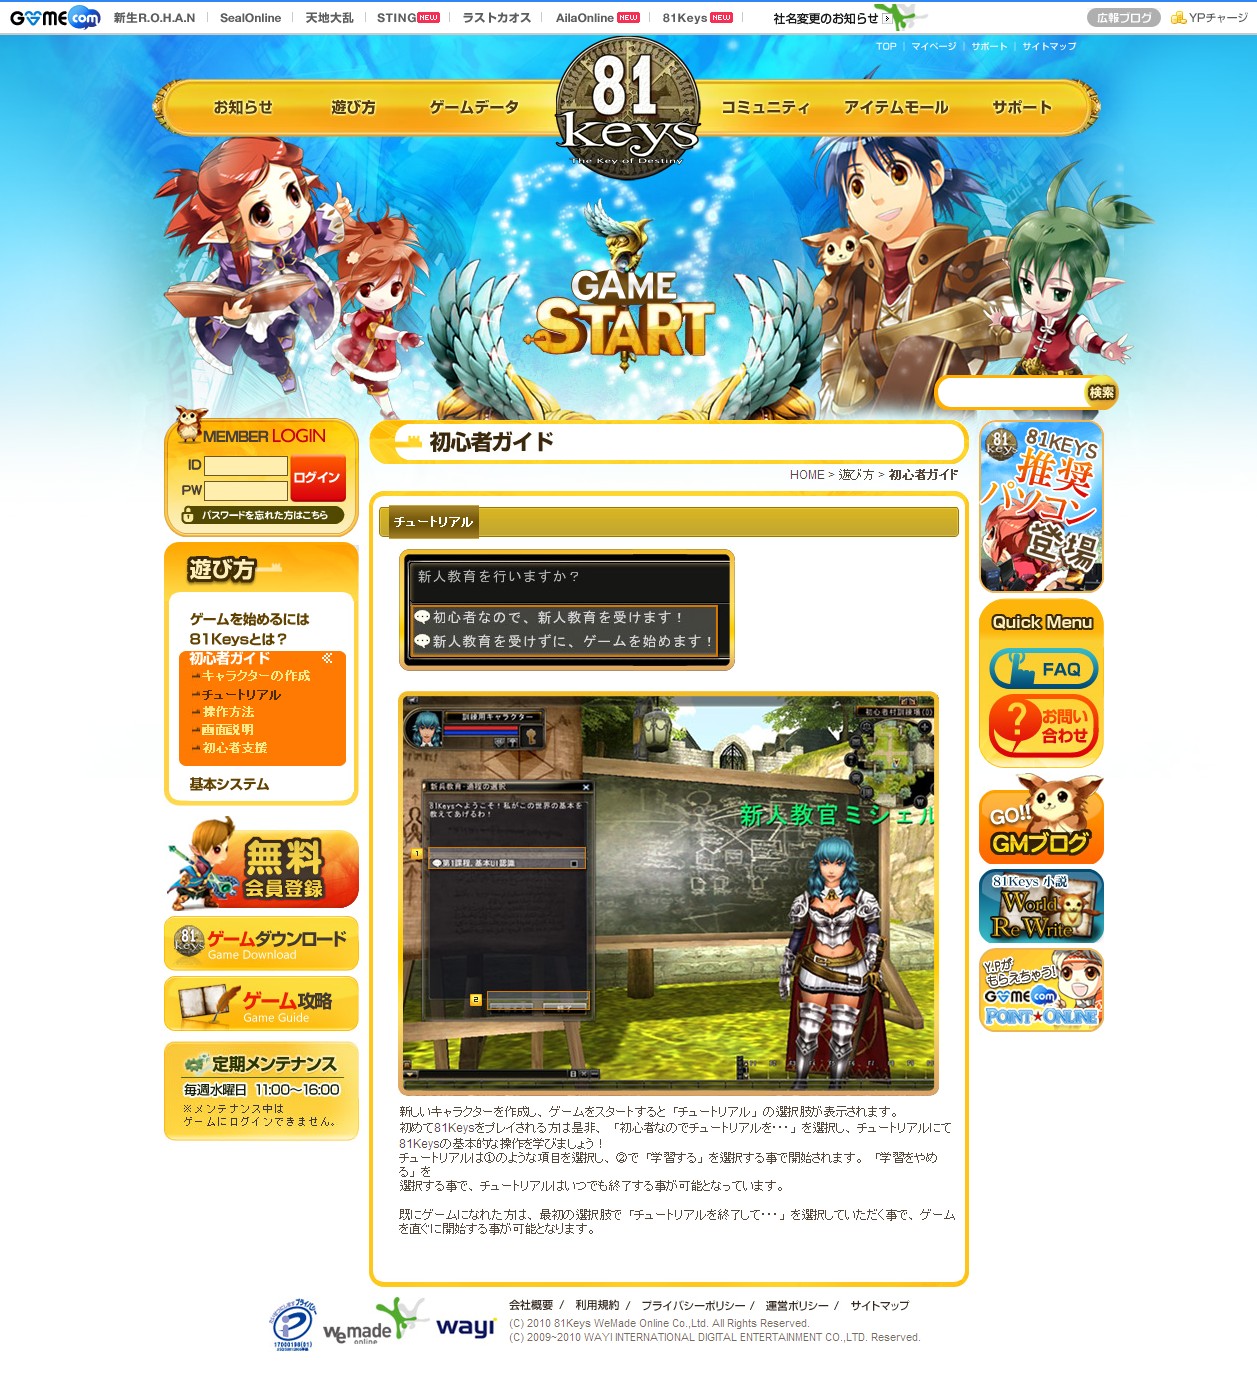 GAMEcom 新生R.O.H.A.N SealOnline 天地大乱 STING NEW ラストカオス AilaOnline NEW 81Keys NEW 社名変更のお知らせ 広報ブログ YPチャージ
TOP マイページ サポート サイトマップ
お知らせ 遊び方 ゲームデータ コミュニティ アイテムモール サポート
81 keys
The Key of Destiny
GAME
START
検索
MEMBER LOGIN
ID
PW
ログイン
パスワードを忘れた方はこちら
遊び方
ゲームを始めるには
81Keysとは?
初心者ガイド
キャラクターの作成
チュートリアル
操作方法
画面説明
初心者支援
基本システム
無料
会員登録
81 keys
ゲームダウンロード
Game Download
ゲーム攻略
Game Guide
定期メンテナンス
毎週水曜日 11:00〜16:00
※メンテナンス中は
ゲームにログインできません。
初心者ガイド
HOME > 遊び方 > 初心者ガイド
チュートリアル
新人教育を行いますか?
初心者なので、新人教育を受けます!
新人教育を受けずに、ゲームを始めます!
訓練用キャラクター
初心者村訓練場(0)
新兵教育-過程の選択
81Keysへようこそ!私がこの世界の基本を
教えてあげるわ!
1
第1課程. 基本UI認識
2
新人教官ミシェル
新しいキャラクターを作成し、ゲームをスタートすると「チュートリアル」の選択肢が表示されます。
初めて81Keysをプレイされる方は是非、「初心者なのでチュートリアルを・・・」を選択し、チュートリアルにて
81Keysの基本的な操作を学びましょう!
チュートリアルは①のような項目を選択し、②で「学習する」を選択する事で開始されます。「学習をやめ
る」を
選択する事で、チュートリアルはいつでも終了する事が可能となっています。
既にゲームになれた方は、最初の選択肢で「チュートリアルを終了して・・・」を選択していただく事で、ゲーム
を直ぐに開始する事が可能となります。
81 keys
81KEYS
推奨
パソコン
登場
Quick Menu
FAQ
お問い
合わせ
GO!!
GMブログ
81Keys 小説
World
ReWrite
Y.Pが
もらえちゃう!
GAMEcom
POINT★ONLINE
会社概要 / 利用規約 / プライバシーポリシー / 運営ポリシー / サイトマップ
(C) 2010 81Keys WeMade Online Co.,Ltd. All Rights Reserved.
(C) 2009~2010 WAYI INTERNATIONAL DIGITAL ENTERTAINMENT CO.,LTD. Reserved.
プライバシー
17000198(01)
wemade
online
wayi